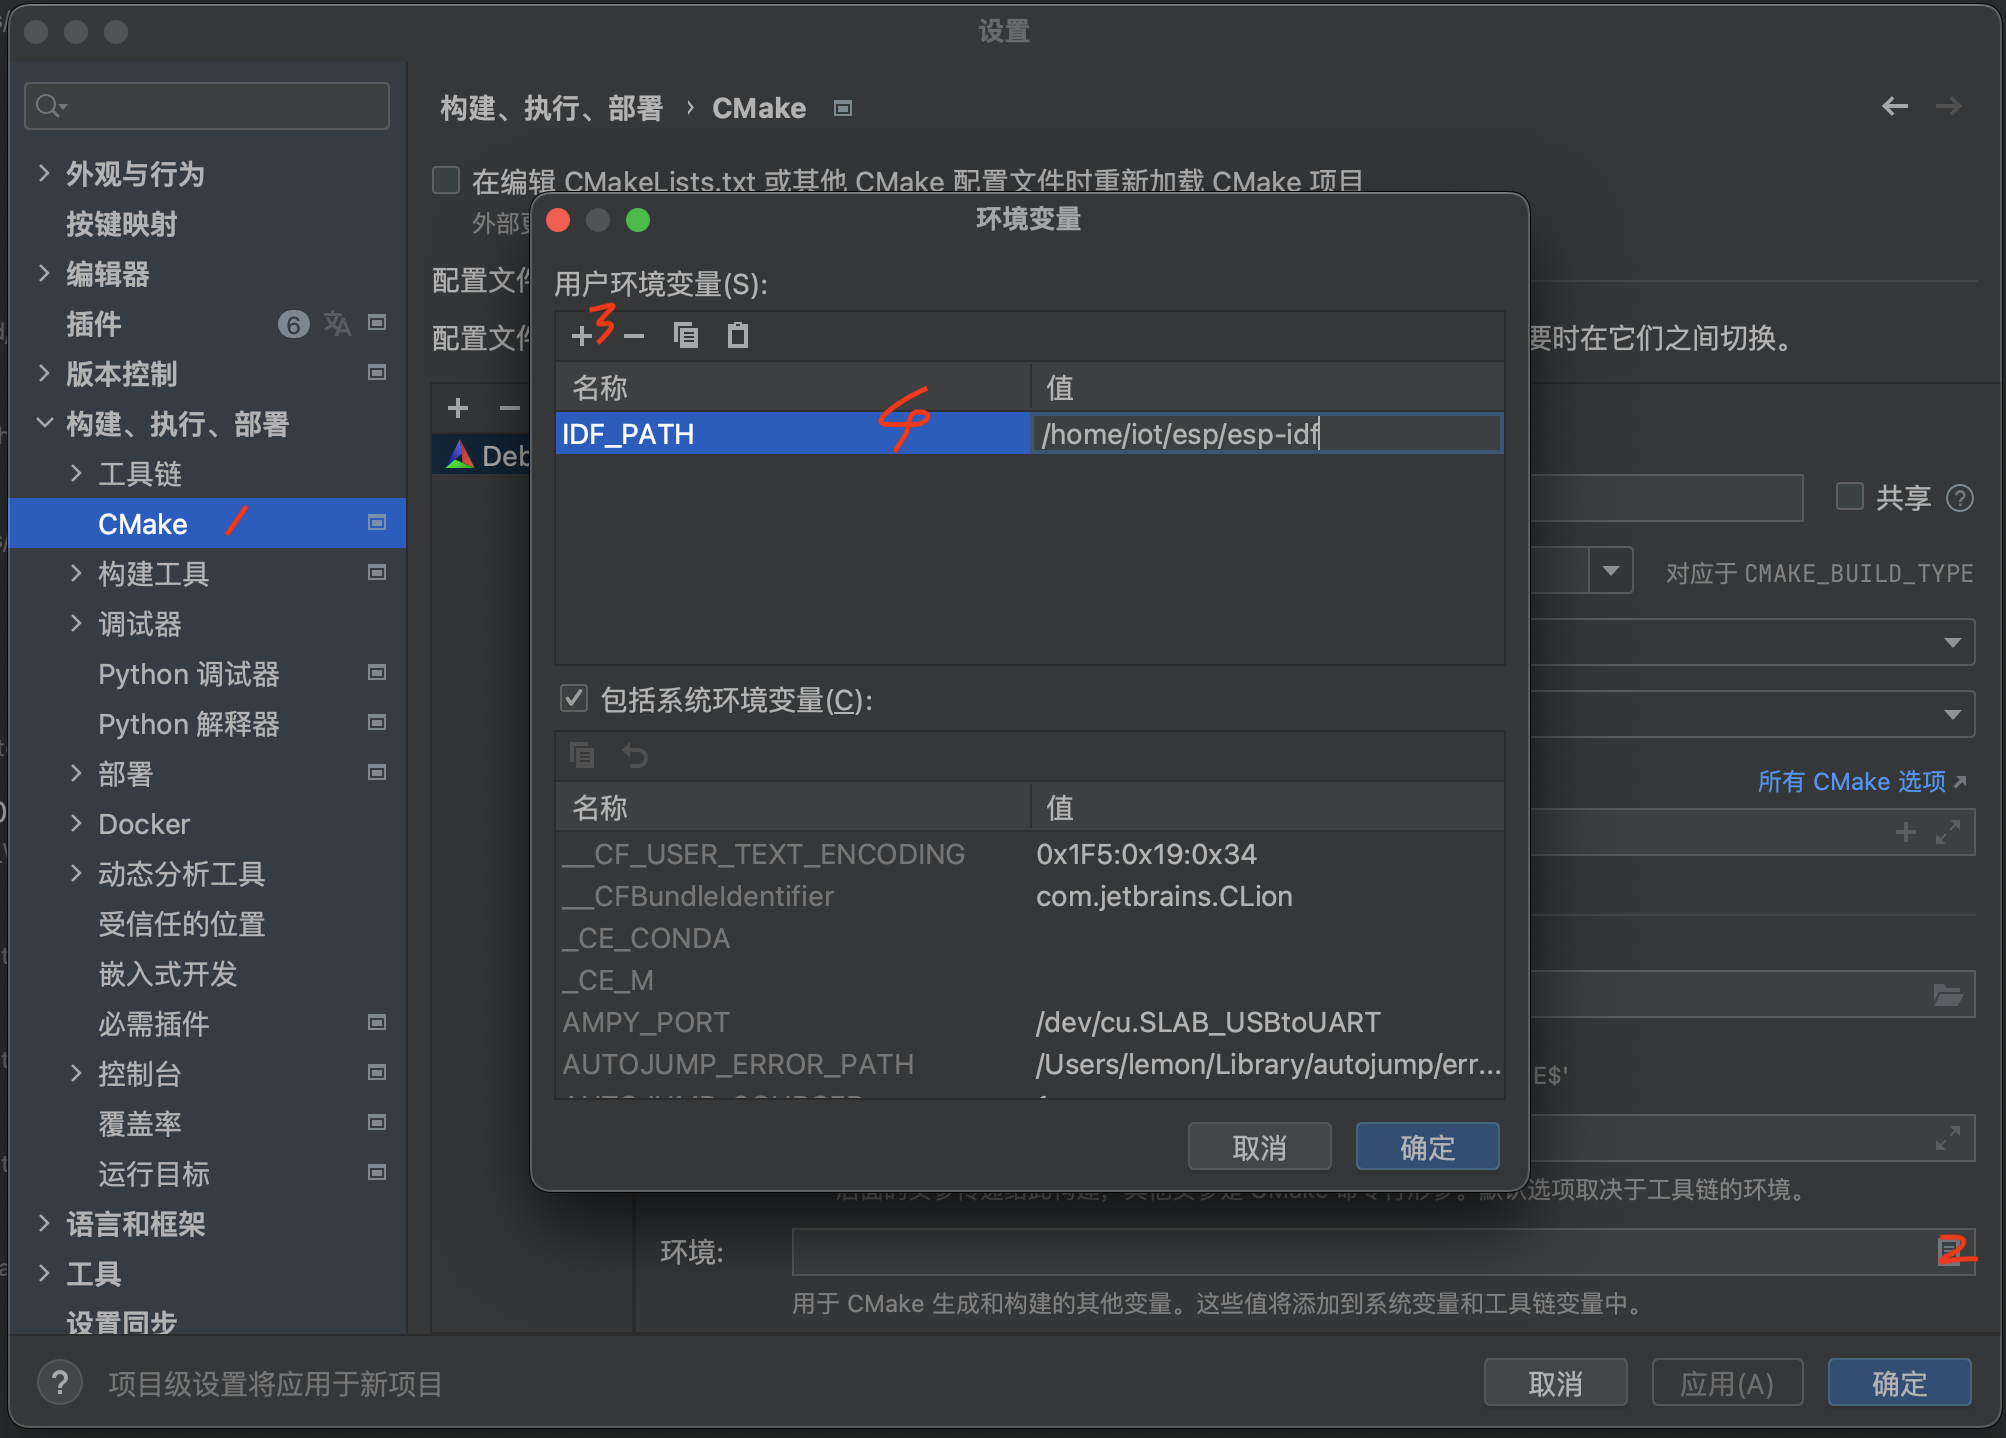 设置
构建、执行、部署 › CMake
外观与行为
按键映射
编辑器
插件 6
版本控制
构建、执行、部署
工具链
CMake 1
构建工具
调试器
Python 调试器
Python 解释器
部署
Docker
动态分析工具
受信任的位置
嵌入式开发
必需插件
控制台
覆盖率
运行目标
语言和框架
工具
设置同步
在编辑 CMakeLists.txt 或其他 CMake 配置文件时重新加载 CMake 项目
外部
配置文件
配置文件
要时在它们之间切换。
Deb
环境变量
用户环境变量(S):
3
名称 值
4
IDF_PATH /home/iot/esp/esp-idf
包括系统环境变量(C):
名称 值
__CF_USER_TEXT_ENCODING 0x1F5:0x19:0x34
__CFBundleIdentifier com.jetbrains.CLion
_CE_CONDA
_CE_M
AMPY_PORT /dev/cu.SLAB_USBtoUART
AUTOJUMP_ERROR_PATH /Users/lemon/Library/autojump/err...
取消 确定
共享 ?
对应于 CMAKE_BUILD_TYPE
所有 CMake 选项
E$'
选项取决于工具链的环境。
环境: 2
用于 CMake 生成和构建的其他变量。这些值将添加到系统变量和工具链变量中。
? 项目级设置将应用于新项目
取消 应用(A) 确定